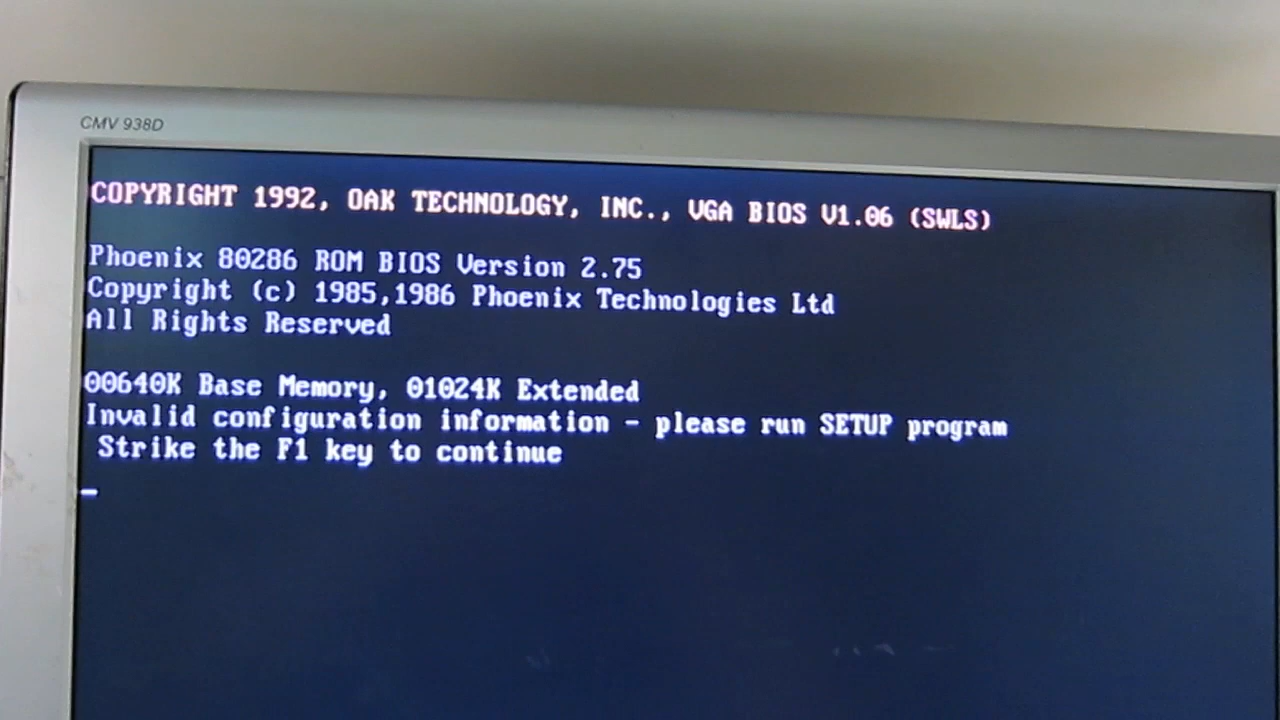 CMV 938D
COPYRIGHT 1992, OAK TECHNOLOGY, INC., VGA BIOS V1.06 (SWLS)
Phoenix 80286 ROM BIOS Version 2.75
Copyright (c) 1985,1986 Phoenix Technologies Ltd
All Rights Reserved
00640K Base Memory, 01024K Extended
Invalid configuration information - please run SETUP program
Strike the F1 key to continue